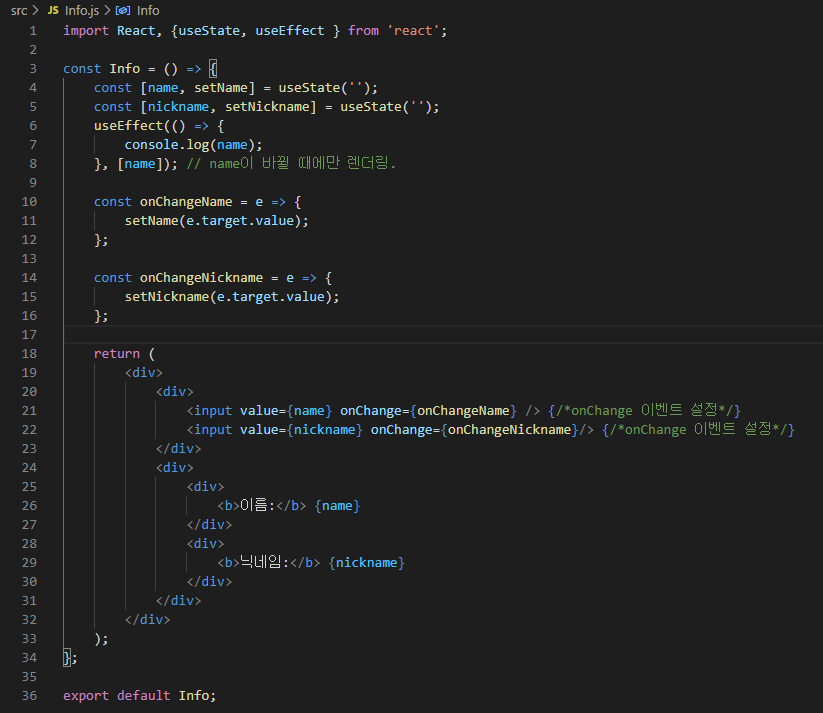 src > JS Info.js > Info
1 import React, {useState, useEffect } from 'react';
2
3 const Info = () => {
4     const [name, setName] = useState('');
5     const [nickname, setNickname] = useState('');
6     useEffect(() => {
7         console.log(name);
8     }, [name]); // name이 바뀔 때에만 렌더링.
9
10     const onChangeName = e => {
11         setName(e.target.value);
12     };
13
14     const onChangeNickname = e => {
15         setNickname(e.target.value);
16     };
17
18     return (
19         <div>
20             <div>
21                 <input value={name} onChange={onChangeName} /> {/*onChange 이벤트 설정*/}
22                 <input value={nickname} onChange={onChangeNickname}/> {/*onChange 이벤트 설정*/}
23             </div>
24             <div>
25                 <div>
26                     <b>이름:</b> {name}
27                 </div>
28                 <div>
29                     <b>닉네임:</b> {nickname}
30                 </div>
31             </div>
32         </div>
33     );
34 };
35
36 export default Info;